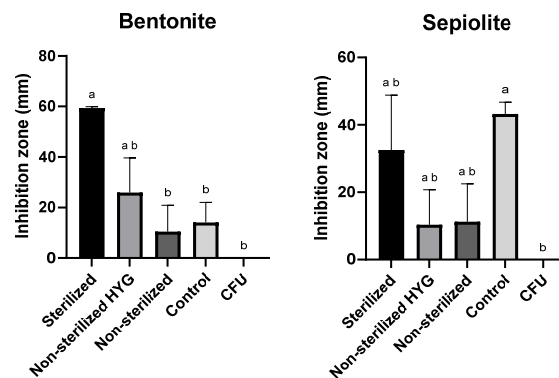 Bentonite
Inhibition zone (mm)
80
60
40
20
0
a
a b
b
b
b
Sterilized
Non-sterilized HYG
Non-sterilized
Control
CFU
Sepiolite
Inhibition zone (mm)
60
40
20
0
a b
a b
a b
a
b
Sterilized
Non-sterilized HYG
Non-sterilized
Control
CFU